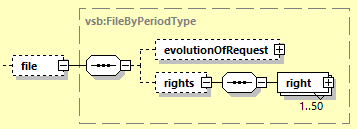 vsb:FileByPeriodType
evolutionOfRequest
file
rights
right
1..50